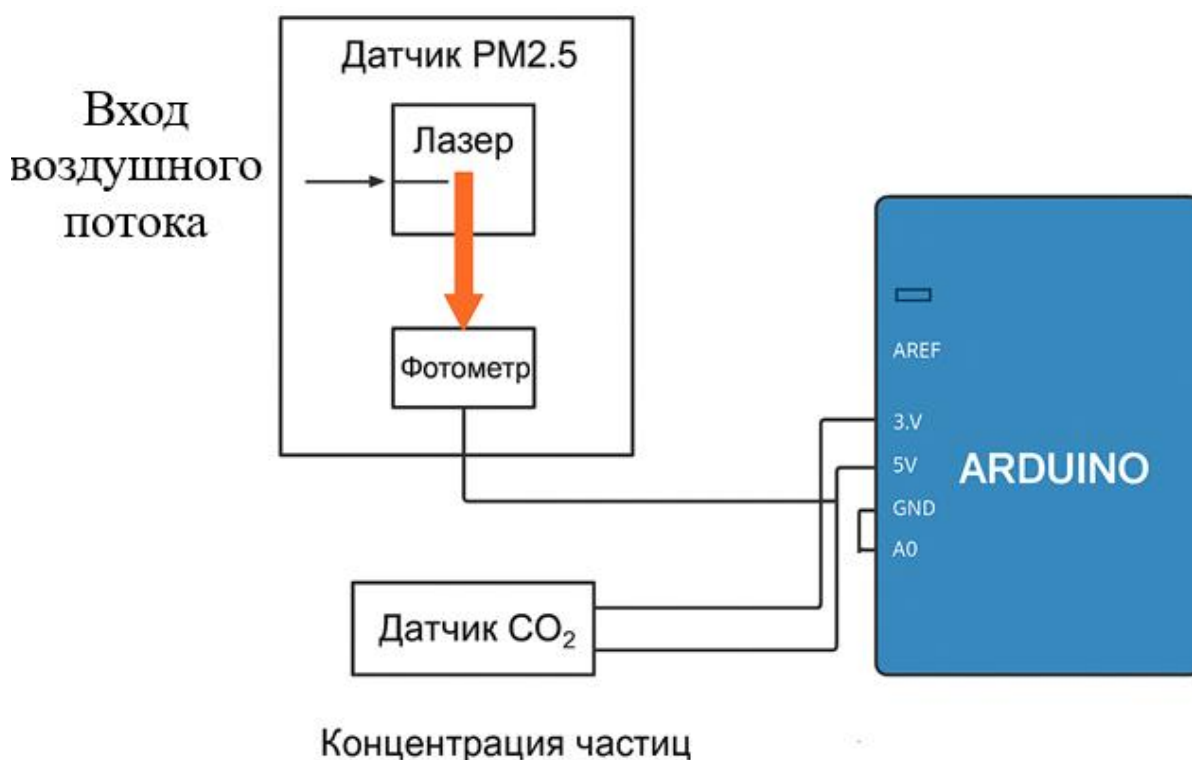 Датчик PM2.5
Вход
воздушного
потока
Лазер
Фотометр
AREF
3.V
5V
GND
A0
ARDUINO
Датчик CO₂
Концентрация частиц